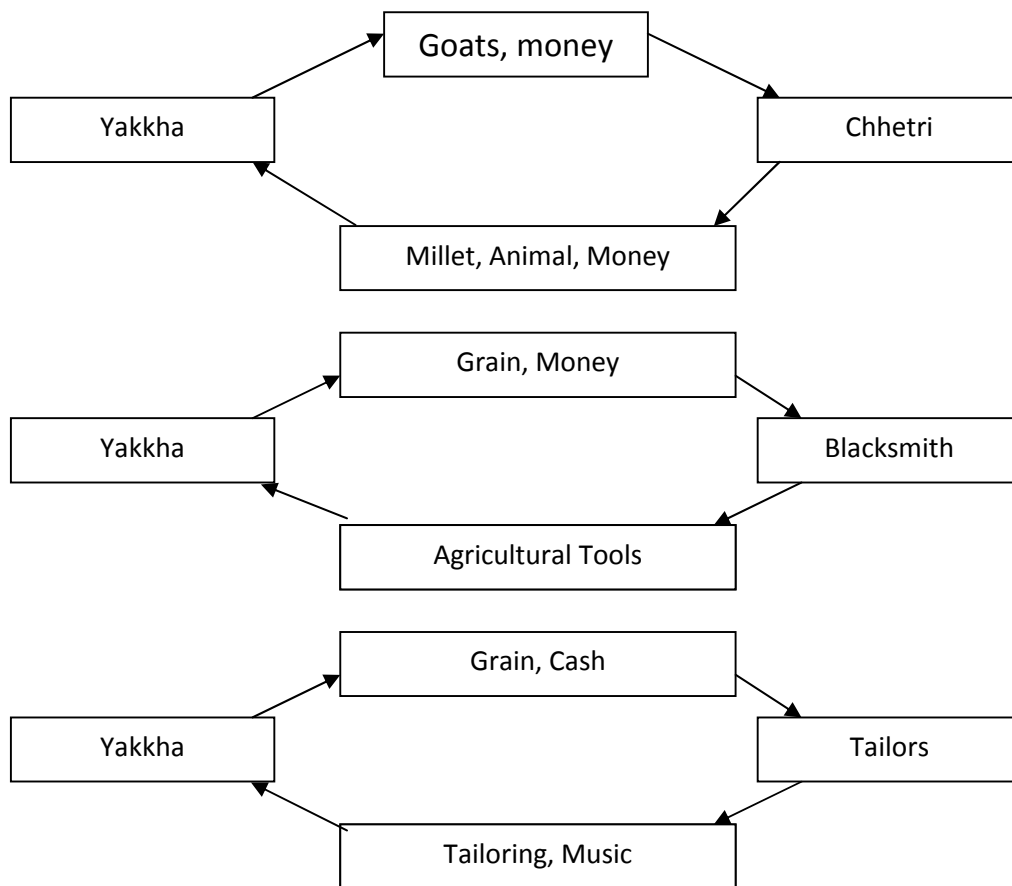 Goats, money
Yakkha
Chhetri
Millet, Animal, Money
Grain, Money
Yakkha
Blacksmith
Agricultural Tools
Grain, Cash
Yakkha
Tailors
Tailoring, Music